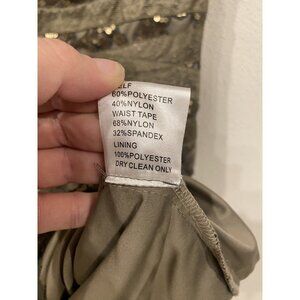 SELF
60%POLYESTER
40%NYLON
WAIST TAPE
68%NYLON
32%SPANDEX
LINING
100%POLYESTER
DRY CLEAN ONLY